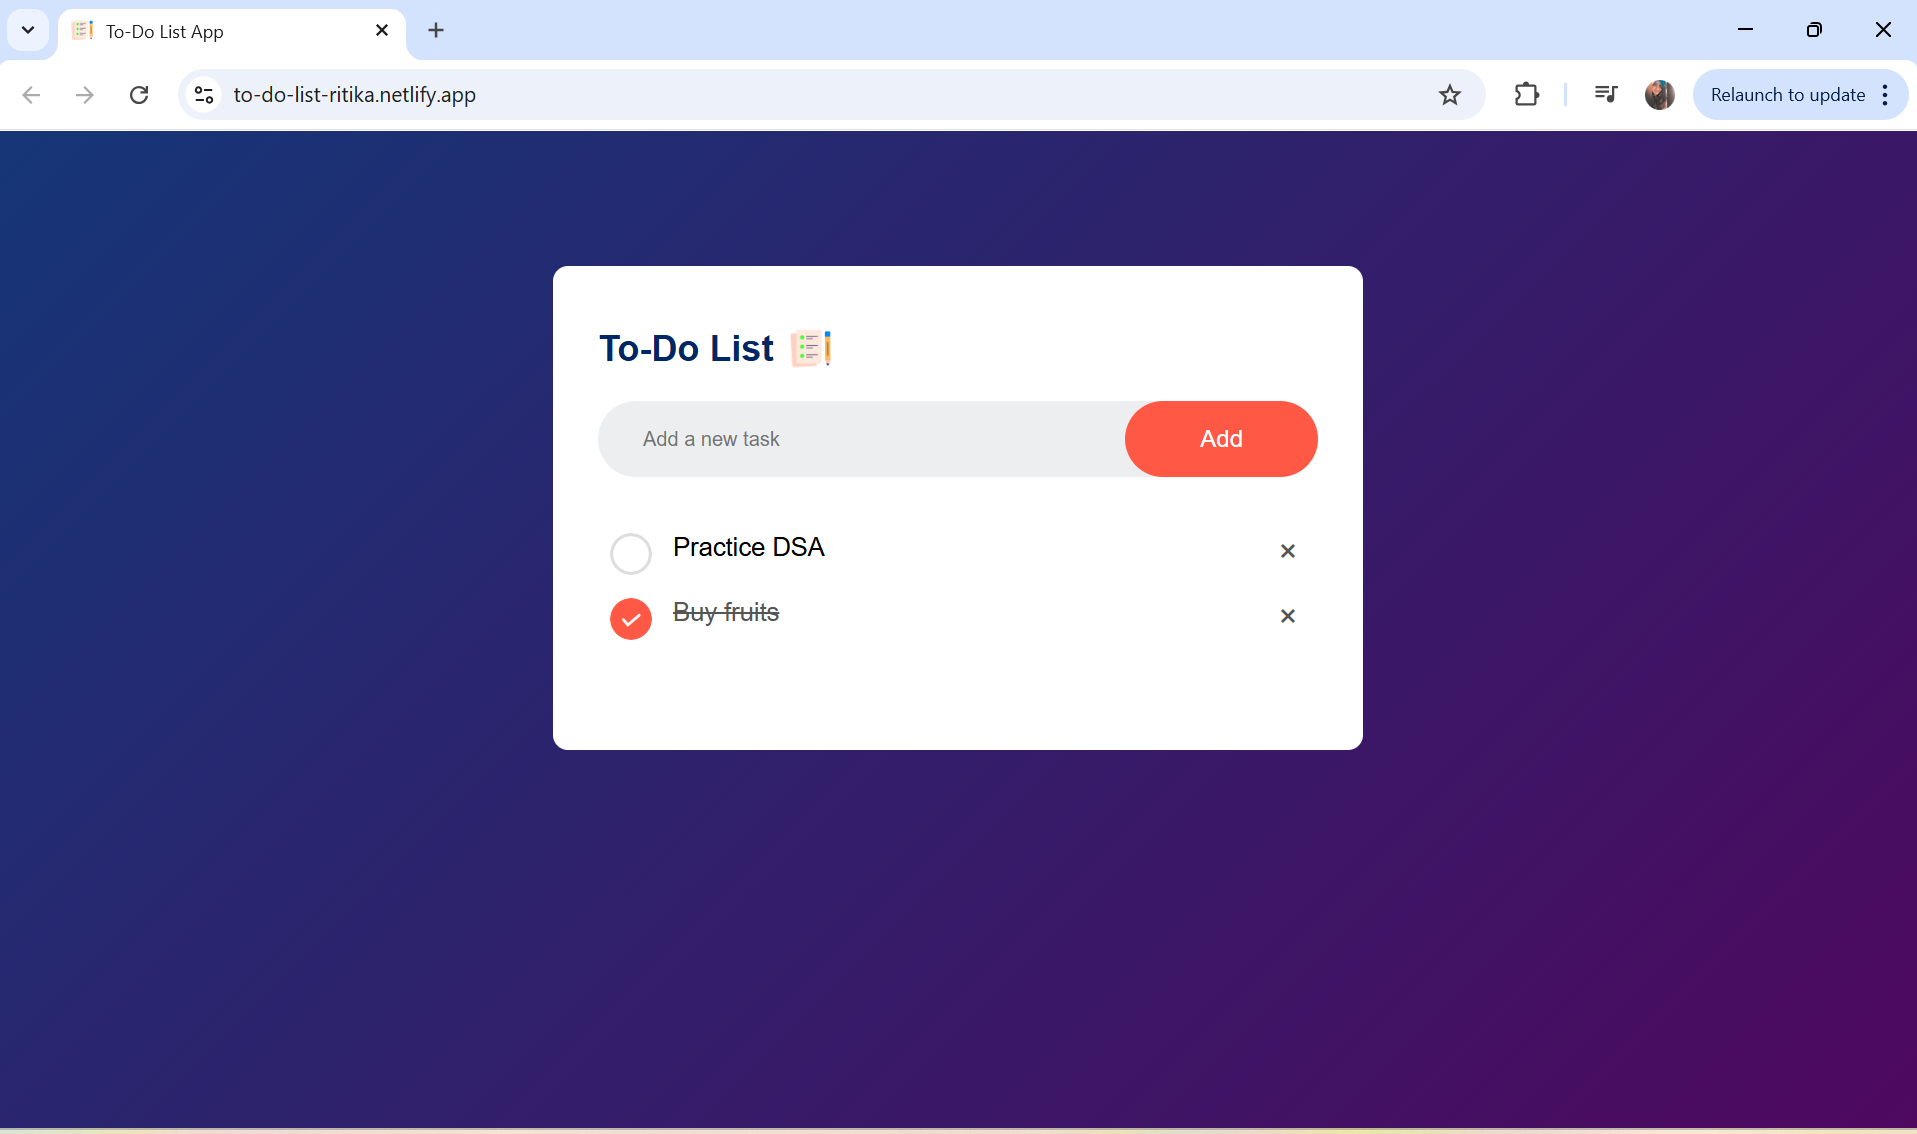 To-Do List App
to-do-list-ritika.netlify.app
Relaunch to update
To-Do List
Add a new task
Add
Practice DSA
Buy fruits